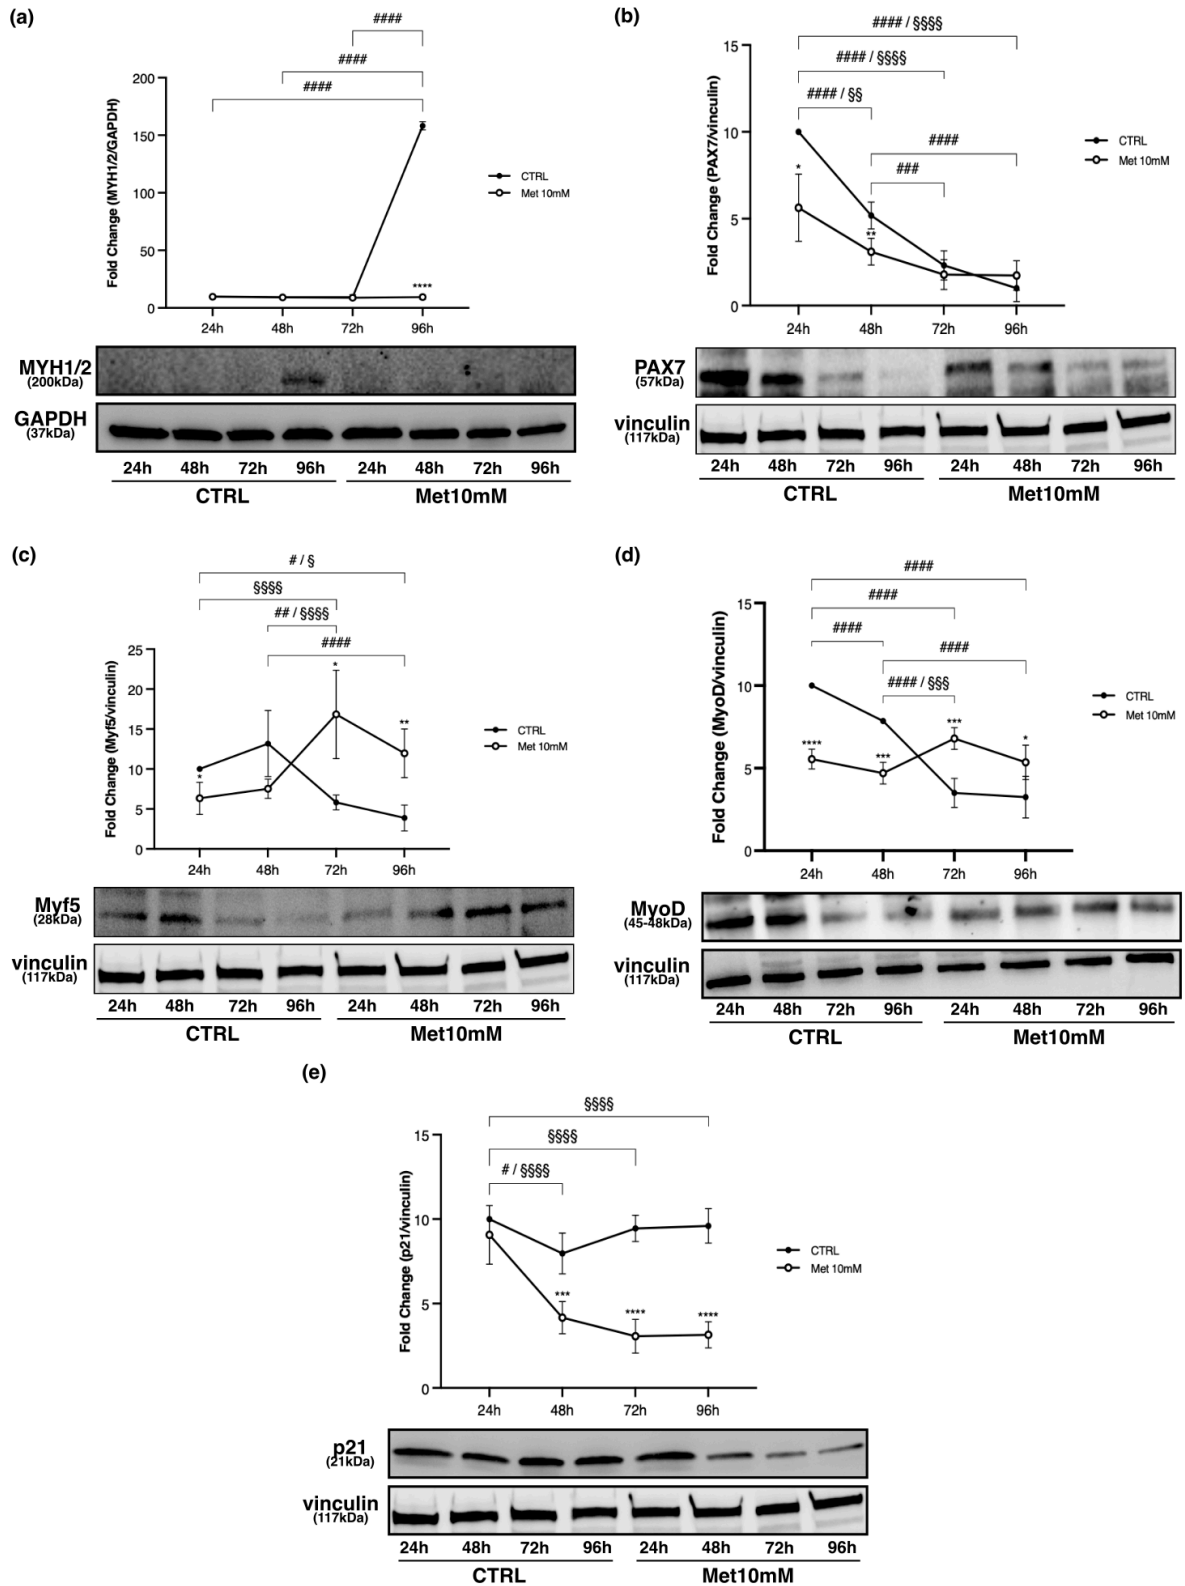 (a)
####
####
####
200
150
100
50
0
Fold Change (MYH1/2/GAPDH)
24h 48h 72h 96h
****
CTRL
Met 10mM
MYH1/2
(200kDa)
GAPDH
(37kDa)
24h 48h 72h 96h 24h 48h 72h 96h
CTRL Met10mM
(b)
#### / §§§§
#### / §§§§
#### / §§
####
###
15
10
5
0
Fold Change (PAX7/vinculin)
*
**
24h 48h 72h 96h
CTRL
Met 10mM
PAX7
(57kDa)
vinculin
(117kDa)
24h 48h 72h 96h 24h 48h 72h 96h
CTRL Met10mM
(c)
# / §
§§§§
## / §§§§
####
25
20
15
10
5
0
Fold Change (Myf5/vinculin)
*
*
**
24h 48h 72h 96h
CTRL
Met 10mM
Myf5
(28kDa)
vinculin
(117kDa)
24h 48h 72h 96h 24h 48h 72h 96h
CTRL Met10mM
(d)
####
####
####
####
#### / §§§
15
10
5
0
Fold Change (MyoD/vinculin)
****
***
***
*
24h 48h 72h 96h
CTRL
Met 10mM
MyoD
(45-48kDa)
vinculin
(117kDa)
24h 48h 72h 96h 24h 48h 72h 96h
CTRL Met10mM
(e)
§§§§
§§§§
# / §§§§
15
10
5
0
Fold Change (p21/vinculin)
***
****
****
24h 48h 72h 96h
CTRL
Met 10mM
p21
(21kDa)
vinculin
(117kDa)
24h 48h 72h 96h 24h 48h 72h 96h
CTRL Met10mM